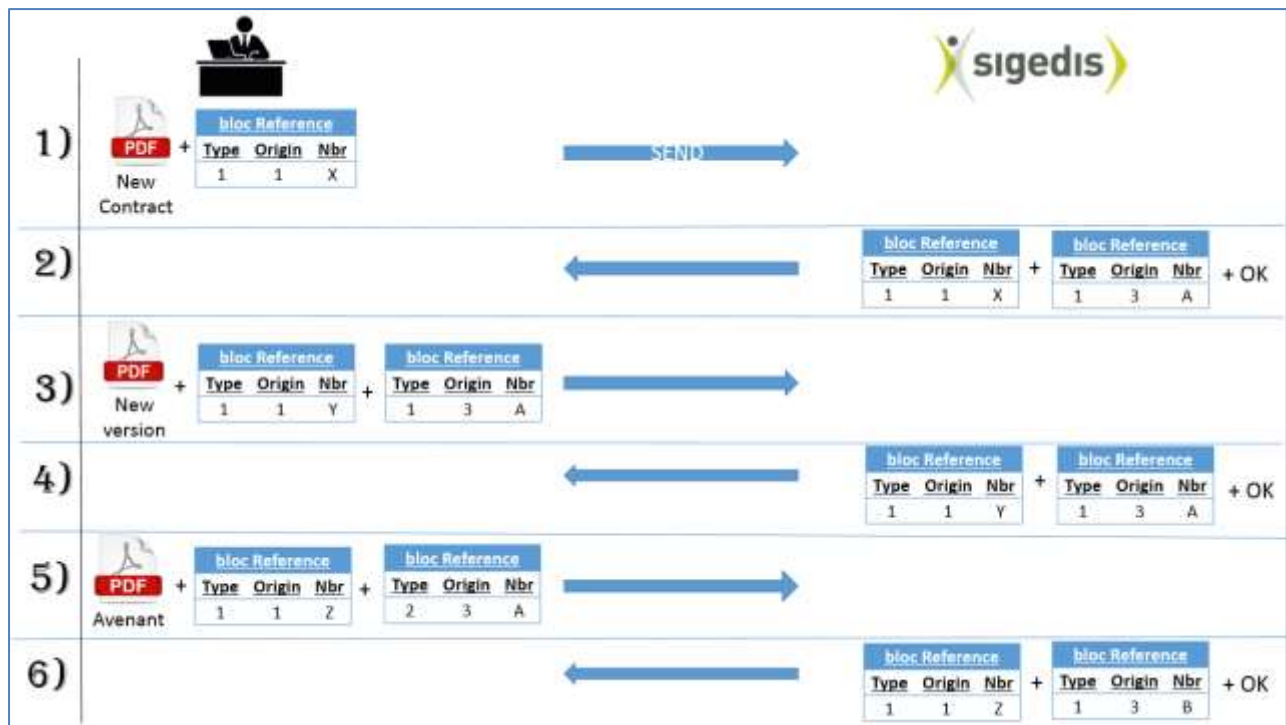 sigedis
1)
PDF
+
bloc Reference
Type Origin Nbr
1 1 X
New
Contract
SEND
2)
bloc Reference
Type Origin Nbr
1 1 X
+
bloc Reference
Type Origin Nbr
1 3 A
+ OK
3)
PDF
+
bloc Reference
Type Origin Nbr
1 1 Y
+
bloc Reference
Type Origin Nbr
1 3 A
New
version
4)
bloc Reference
Type Origin Nbr
1 1 Y
+
bloc Reference
Type Origin Nbr
1 3 A
+ OK
5)
PDF
+
bloc Reference
Type Origin Nbr
1 1 Z
+
bloc Reference
Type Origin Nbr
2 3 A
Avenant
6)
bloc Reference
Type Origin Nbr
1 1 Z
+
bloc Reference
Type Origin Nbr
1 3 B
+ OK